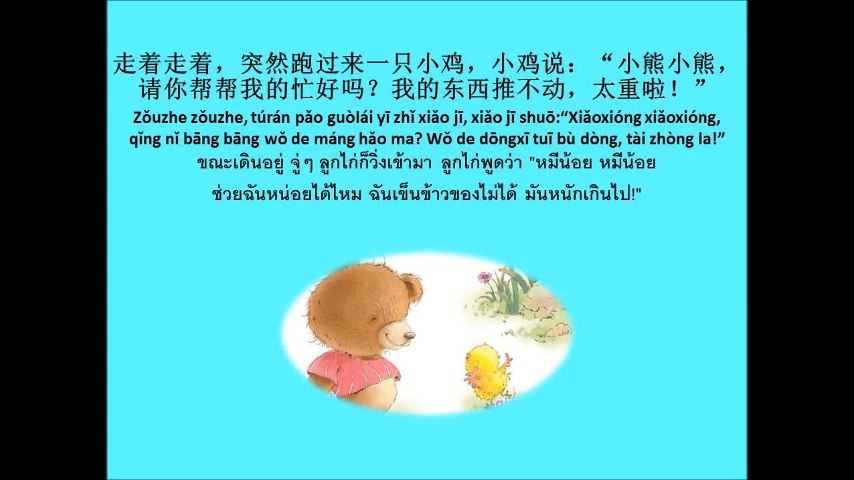 走着走着，突然跑过来一只小鸡，小鸡说：“小熊小熊，
请你帮帮我的忙好吗？我的东西推不动，太重啦！”
Zǒuzhe zǒuzhe, túrán pǎo guòlái yī zhǐ xiǎo jī, xiǎo jī shuō:“Xiǎoxióng xiǎoxióng,
qǐng nǐ bāng bāng wǒ de máng hǎo ma? Wǒ de dōngxī tuī bù dòng, tài zhòng la!”
ขณะเดินอยู่ จู่ๆ ลูกไก่ก็วิ่งเข้ามา ลูกไก่พูดว่า "หมีน้อย หมีน้อย
ช่วยฉันหน่อยได้ไหม ฉันเข็นข้าวของไม่ได้ มันหนักเกินไป!"